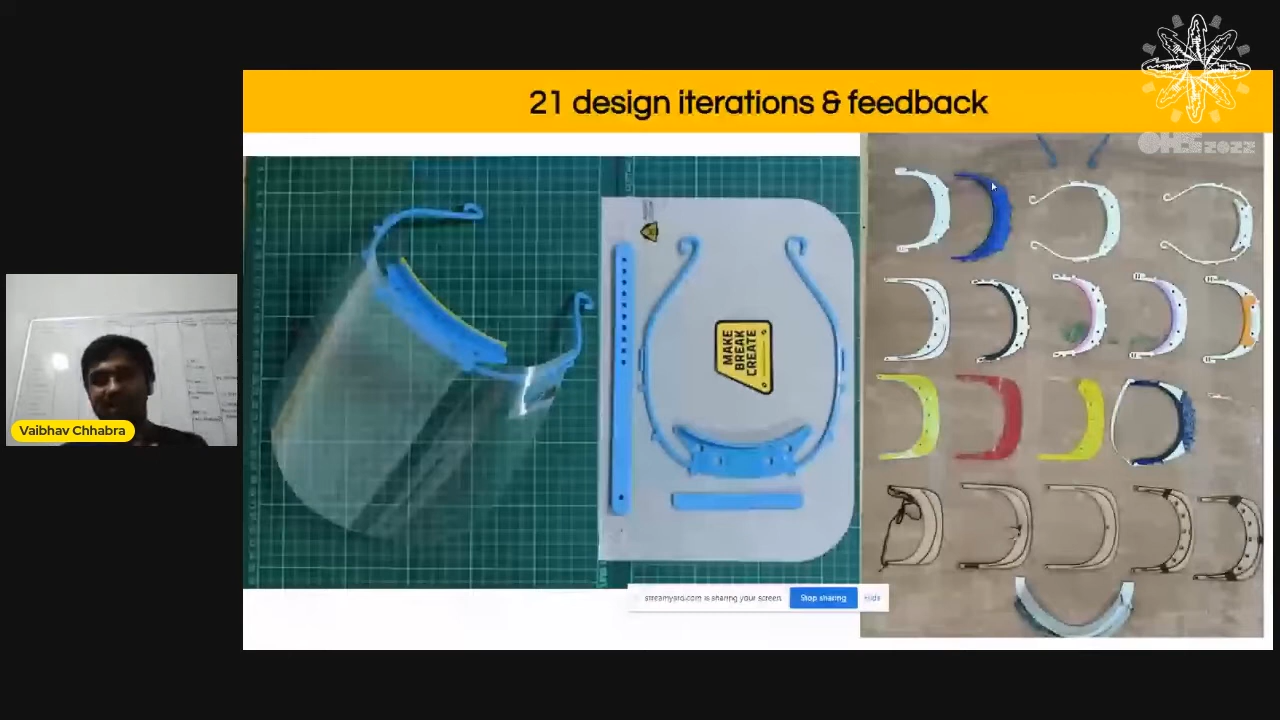 21 design iterations & feedback
MAKE
BREAK
CREATE
Vaibhav Chhabra
streamyard.com is sharing your screen.
Stop sharing
Hide